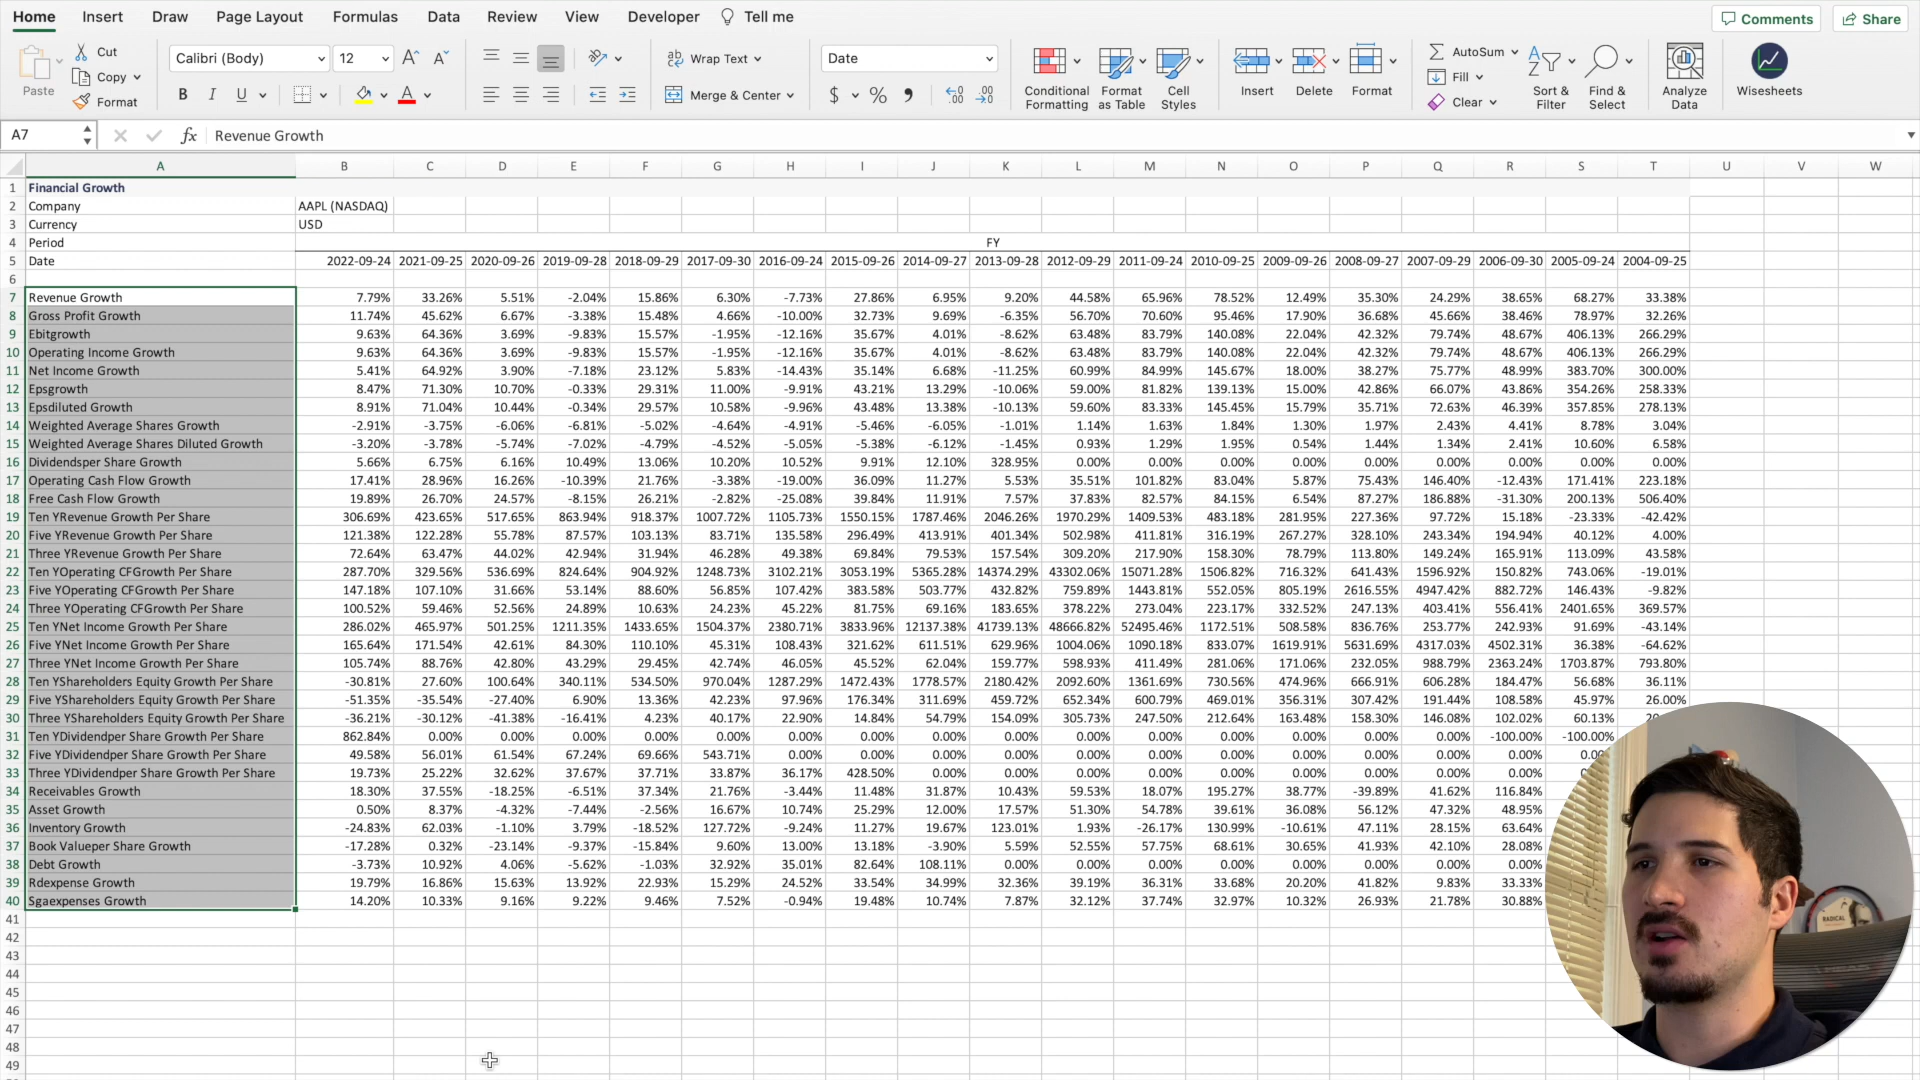 Home Insert Draw Page Layout Formulas Data Review View Developer Tell me Comments Share
Paste Cut Copy Format
Calibri (Body) 12 A^ A˅
B I U A
ab c Wrap Text
Merge & Center
Date
$ % 9 .0 .00 .00 .0
Conditional Formatting
Format as Table
Cell Styles
Insert Delete Format
AutoSum
Fill
Clear
A Z Sort & Filter
Find & Select
Analyze Data
Wisesheets
A7 fx Revenue Growth
A B C D E F G H I J K L M N O P Q R S T U V W
1 Financial Growth
2 Company AAPL (NASDAQ)
3 Currency USD
4 Period FY
5 Date 2022-09-24 2021-09-25 2020-09-26 2019-09-28 2018-09-29 2017-09-30 2016-09-24 2015-09-26 2014-09-27 2013-09-28 2012-09-29 2011-09-24 2010-09-25 2009-09-26 2008-09-27 2007-09-29 2006-09-30 2005-09-24 2004-09-25
6
7 Revenue Growth 7.79% 33.26% 5.51% -2.04% 15.86% 6.30% -7.73% 27.86% 6.95% 9.20% 44.58% 65.96% 78.52% 12.49% 35.30% 24.29% 38.65% 68.27% 33.38%
8 Gross Profit Growth 11.74% 45.62% 6.67% -3.38% 15.48% 4.66% -10.00% 32.73% 9.69% -6.35% 56.70% 70.60% 95.46% 17.90% 36.68% 45.66% 38.46% 78.97% 32.26%
9 Ebitgrowth 9.63% 64.36% 3.69% -9.83% 15.57% -1.95% -12.16% 35.67% 4.01% -8.62% 63.48% 83.79% 140.08% 22.04% 42.32% 79.74% 48.67% 406.13% 266.29%
10 Operating Income Growth 9.63% 64.36% 3.69% -9.83% 15.57% -1.95% -12.16% 35.67% 4.01% -8.62% 63.48% 83.79% 140.08% 22.04% 42.32% 79.74% 48.67% 406.13% 266.29%
11 Net Income Growth 5.41% 64.92% 3.90% -7.18% 23.12% 5.83% -14.43% 35.14% 6.68% -11.25% 60.99% 84.99% 145.67% 18.00% 38.27% 75.77% 48.99% 383.70% 300.00%
12 Epsgrowth 8.47% 71.30% 10.70% -0.33% 29.31% 11.00% -9.91% 43.21% 13.29% -10.06% 59.00% 81.82% 139.13% 15.00% 42.86% 66.07% 43.86% 354.26% 258.33%
13 Epsdiluted Growth 8.91% 71.04% 10.44% -0.34% 29.57% 10.58% -9.96% 43.48% 13.38% -10.13% 59.60% 83.33% 145.45% 15.79% 35.71% 72.63% 46.39% 357.85% 278.13%
14 Weighted Average Shares Growth -2.91% -3.75% -6.06% -6.81% -5.02% -4.64% -4.91% -5.46% -6.05% -1.01% 1.14% 1.63% 1.84% 1.30% 1.97% 2.43% 4.41% 8.78% 3.04%
15 Weighted Average Shares Diluted Growth -3.20% -3.78% -5.74% -7.02% -4.79% -4.52% -5.05% -5.38% -6.12% -1.45% 0.93% 1.29% 1.95% 0.54% 1.44% 1.34% 2.41% 10.60% 6.58%
16 Dividendsper Share Growth 5.66% 6.75% 6.16% 10.49% 13.06% 10.20% 10.52% 9.91% 12.10% 328.95% 0.00% 0.00% 0.00% 0.00% 0.00% 0.00% 0.00% 0.00% 0.00%
17 Operating Cash Flow Growth 17.41% 28.96% 16.26% -10.39% 21.76% -3.38% -19.00% 36.09% 11.27% 5.53% 35.51% 101.82% 83.04% 5.87% 75.43% 146.40% -12.43% 171.41% 223.18%
18 Free Cash Flow Growth 19.89% 26.70% 24.57% -8.15% 26.21% -2.82% -25.08% 39.84% 11.91% 7.57% 37.83% 82.57% 84.15% 6.54% 87.27% 186.88% -31.30% 200.13% 506.40%
19 Ten YRevenue Growth Per Share 306.69% 423.65% 517.65% 863.94% 918.37% 1007.72% 1105.73% 1550.15% 1787.46% 2046.26% 1970.29% 1409.53% 483.18% 281.95% 227.36% 97.72% 15.18% -23.33% -42.42%
20 Five YRevenue Growth Per Share 121.38% 122.28% 55.78% 87.57% 103.13% 83.71% 135.58% 296.49% 413.91% 401.34% 502.98% 411.81% 316.19% 267.27% 328.10% 243.34% 194.94% 40.12% 4.00%
21 Three YRevenue Growth Per Share 72.64% 63.47% 44.02% 42.94% 31.94% 46.28% 49.38% 69.84% 79.53% 157.54% 309.20% 217.90% 158.30% 78.79% 113.80% 149.24% 165.91% 113.09% 43.58%
22 Ten YOperating CFGrowth Per Share 287.70% 329.56% 536.69% 824.64% 904.92% 1248.73% 3102.21% 3053.19% 5365.28% 14374.29% 43302.06% 15071.28% 1506.82% 716.32% 641.43% 1596.92% 150.82% 743.06% -19.01%
23 Five YOperating CFGrowth Per Share 147.18% 107.10% 31.66% 53.14% 88.60% 56.85% 107.42% 383.58% 503.77% 432.82% 759.89% 1443.81% 552.05% 805.19% 2616.55% 4947.42% 882.72% 146.43% -9.82%
24 Three YOperating CFGrowth Per Share 100.52% 59.46% 52.56% 24.89% 10.63% 24.23% 45.22% 81.75% 69.16% 183.65% 378.22% 273.04% 223.17% 332.52% 247.13% 403.41% 556.41% 2401.65% 369.57%
25 Ten YNet Income Growth Per Share 286.02% 465.97% 501.25% 1211.35% 1433.65% 1504.37% 2380.71% 3833.96% 12137.38% 41739.13% 48666.82% 52495.46% 1172.51% 508.58% 836.76% 253.77% 242.93% 91.69% -43.14%
26 Five YNet Income Growth Per Share 165.64% 171.54% 42.61% 84.30% 110.10% 45.31% 108.43% 321.62% 611.51% 629.96% 1004.06% 1090.18% 833.07% 1619.91% 5631.69% 4317.03% 4502.31% 36.38% -64.62%
27 Three YNet Income Growth Per Share 105.74% 88.76% 42.80% 43.29% 29.45% 42.74% 46.05% 45.52% 62.04% 159.77% 598.93% 411.49% 281.06% 171.06% 232.05% 988.79% 2363.24% 1703.87% 793.80%
28 Ten YShareholders Equity Growth Per Share -30.81% 27.60% 100.64% 340.11% 534.50% 970.04% 1287.29% 1472.43% 1778.57% 2180.42% 2092.60% 1361.69% 730.56% 474.96% 666.91% 606.28% 184.47% 56.68% 36.11%
29 Five YShareholders Equity Growth Per Share -51.35% -35.54% -27.40% 6.90% 13.36% 42.23% 97.96% 176.34% 311.69% 459.72% 652.34% 600.79% 469.01% 356.31% 307.42% 191.44% 108.58% 45.97% 26.00%
30 Three YShareholders Equity Growth Per Share -36.21% -30.12% -41.38% -16.41% 4.23% 40.17% 22.90% 14.84% 54.79% 154.09% 305.73% 247.50% 212.64% 163.48% 158.30% 146.08% 102.02% 60.13%
31 Ten YDividendper Share Growth Per Share 862.84% 0.00% 0.00% 0.00% 0.00% 0.00% 0.00% 0.00% 0.00% 0.00% 0.00% 0.00% 0.00% 0.00% 0.00% 0.00% -100.00% -100.00%
32 Five YDividendper Share Growth Per Share 49.58% 56.01% 61.54% 67.24% 69.66% 543.71% 0.00% 0.00% 0.00% 0.00% 0.00% 0.00% 0.00% 0.00% 0.00% 0.00% 0.00%
33 Three YDividendper Share Growth Per Share 19.73% 25.22% 32.62% 37.67% 37.71% 33.87% 36.17% 428.50% 0.00% 0.00% 0.00% 0.00% 0.00% 0.00% 0.00% 0.00% 0.00%
34 Receivables Growth 18.30% 37.55% -18.25% -6.51% 37.34% 21.76% -3.44% 11.48% 31.87% 10.43% 59.53% 18.07% 195.27% 38.77% -39.89% 41.62% 116.84%
35 Asset Growth 0.50% 8.37% -4.32% -7.44% -2.56% 16.67% 10.74% 25.29% 12.00% 17.57% 51.30% 54.78% 39.61% 36.08% 56.12% 47.32% 48.95%
36 Inventory Growth -24.83% 62.03% -1.10% 3.79% -18.52% 127.72% -9.24% 11.27% 19.67% 123.01% 1.93% -26.17% 130.99% -10.61% 47.11% 28.15% 63.64%
37 Book Valueper Share Growth -17.28% 0.32% -23.14% -9.37% -15.84% 9.60% 13.00% 13.18% -3.90% 5.59% 52.55% 57.75% 68.61% 30.65% 41.93% 42.10% 28.08%
38 Debt Growth -3.73% 10.92% 4.06% -5.62% -1.03% 32.92% 35.01% 82.64% 108.11% 0.00% 0.00% 0.00% 0.00% 0.00% 0.00% 0.00% 0.00%
39 Rdexpense Growth 19.79% 16.86% 15.63% 13.92% 22.93% 15.29% 24.52% 33.54% 34.99% 32.36% 39.19% 36.31% 33.68% 20.20% 41.82% 9.83% 33.33%
40 Sgaexpenses Growth 14.20% 10.33% 9.16% 9.22% 9.46% 7.52% -0.94% 19.48% 10.74% 7.87% 32.12% 37.74% 32.97% 10.32% 26.93% 21.78% 30.88%
41
42
43
44
45
46
47
48
49
RADICAL